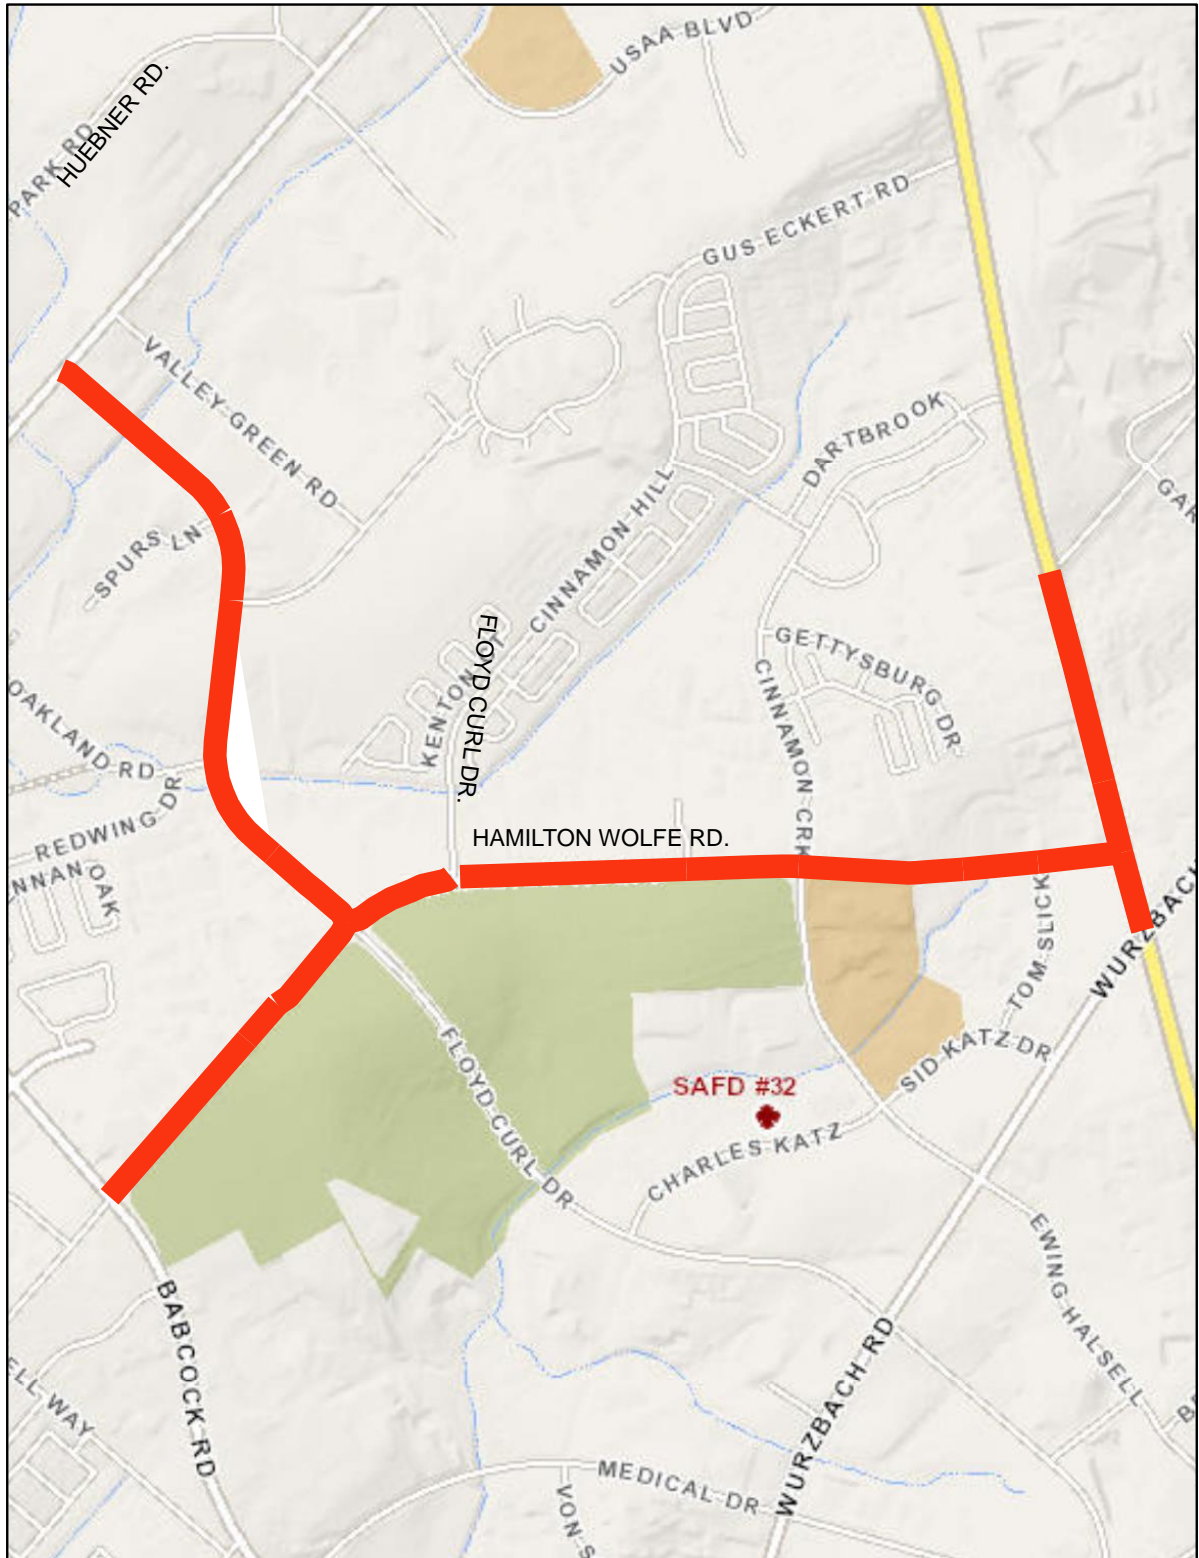 USAA BLVD
HUEBNER RD.
PARK RD
GUS ECKERT RD
VALLEY GREEN RD
DARTBROOK
CINNAMON HILL
SPURS LN
FLOYD CURL DR.
KENTON
GETTYSBURG DR
CINNAMON CRK
OAKLAND RD
REDWING DR
HAMILTON WOLFE RD.
OAK
TOM SLICK
WURZBACH
SID KATZ DR
FLOYD CURL DR
SAFD #32
CHARLES KATZ
EWING HALSELL
BABCOCK RD
WURZBACH RD
MEDICAL DR